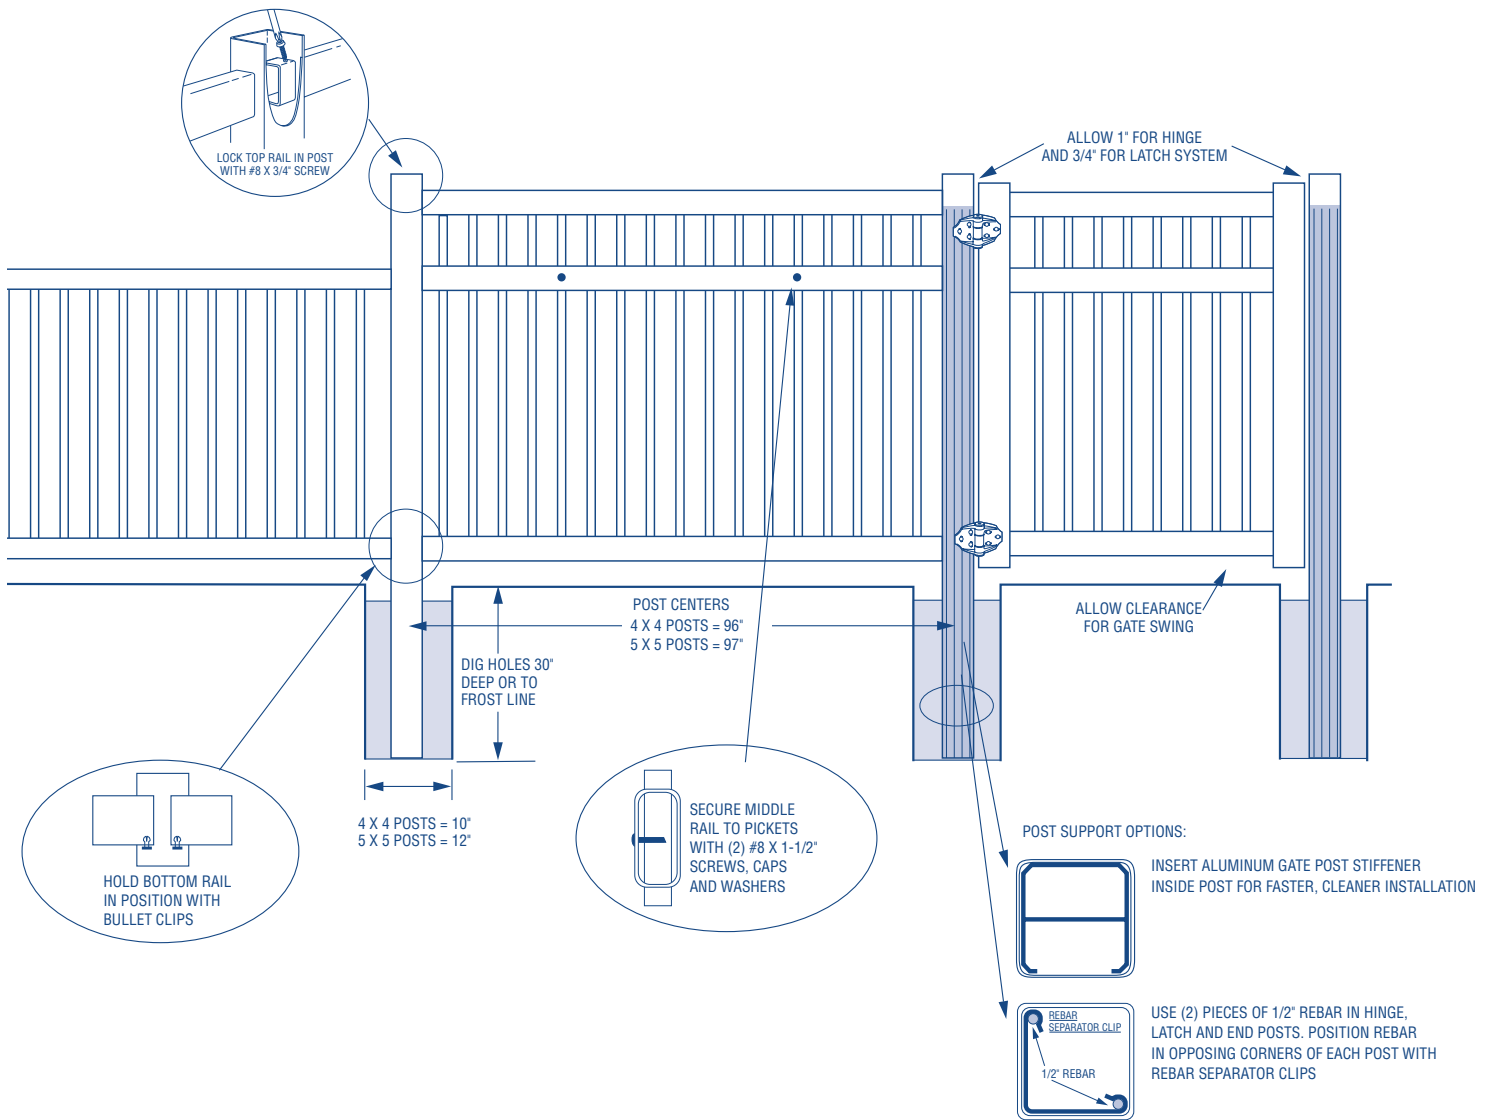 LOCK TOP RAIL IN POST
WITH #8 X 3/4" SCREW
ALLOW 1" FOR HINGE
AND 3/4" FOR LATCH SYSTEM
POST CENTERS
4 X 4 POSTS = 96"
5 X 5 POSTS = 97"
ALLOW CLEARANCE
FOR GATE SWING
DIG HOLES 30"
DEEP OR TO
FROST LINE
4 X 4 POSTS = 10"
5 X 5 POSTS = 12"
HOLD BOTTOM RAIL
IN POSITION WITH
BULLET CLIPS
SECURE MIDDLE
RAIL TO PICKETS
WITH (2) #8 X 1-1/2"
SCREWS, CAPS
AND WASHERS
POST SUPPORT OPTIONS:
INSERT ALUMINUM GATE POST STIFFENER
INSIDE POST FOR FASTER, CLEANER INSTALLATION
REBAR
SEPARATOR CLIP
1/2" REBAR
USE (2) PIECES OF 1/2" REBAR IN HINGE,
LATCH AND END POSTS. POSITION REBAR
IN OPPOSING CORNERS OF EACH POST WITH
REBAR SEPARATOR CLIPS